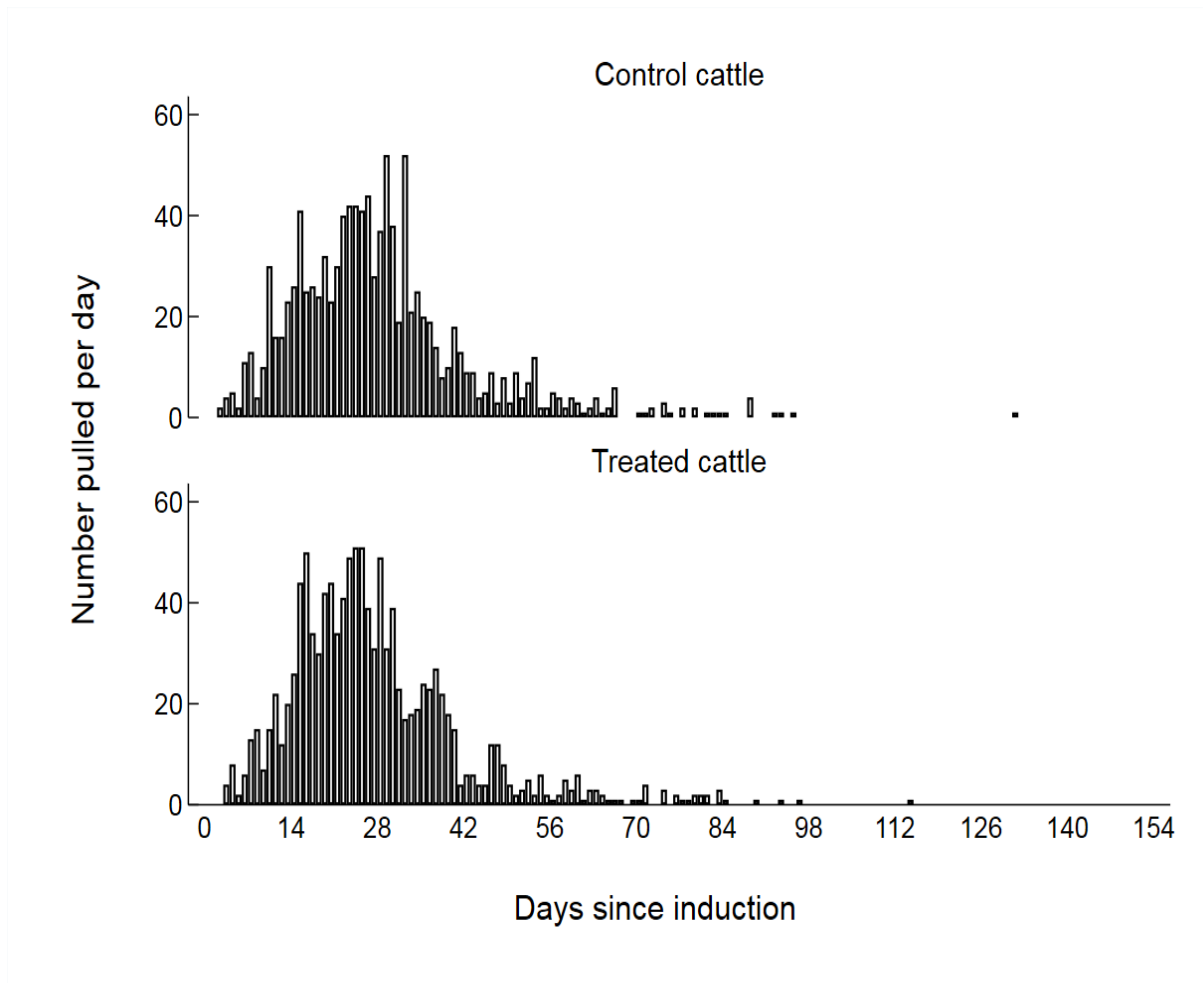 Control cattle
60
40
20
0
Number pulled per day
Treated cattle
60
40
20
0
0 14 28 42 56 70 84 98 112 126 140 154
Days since induction